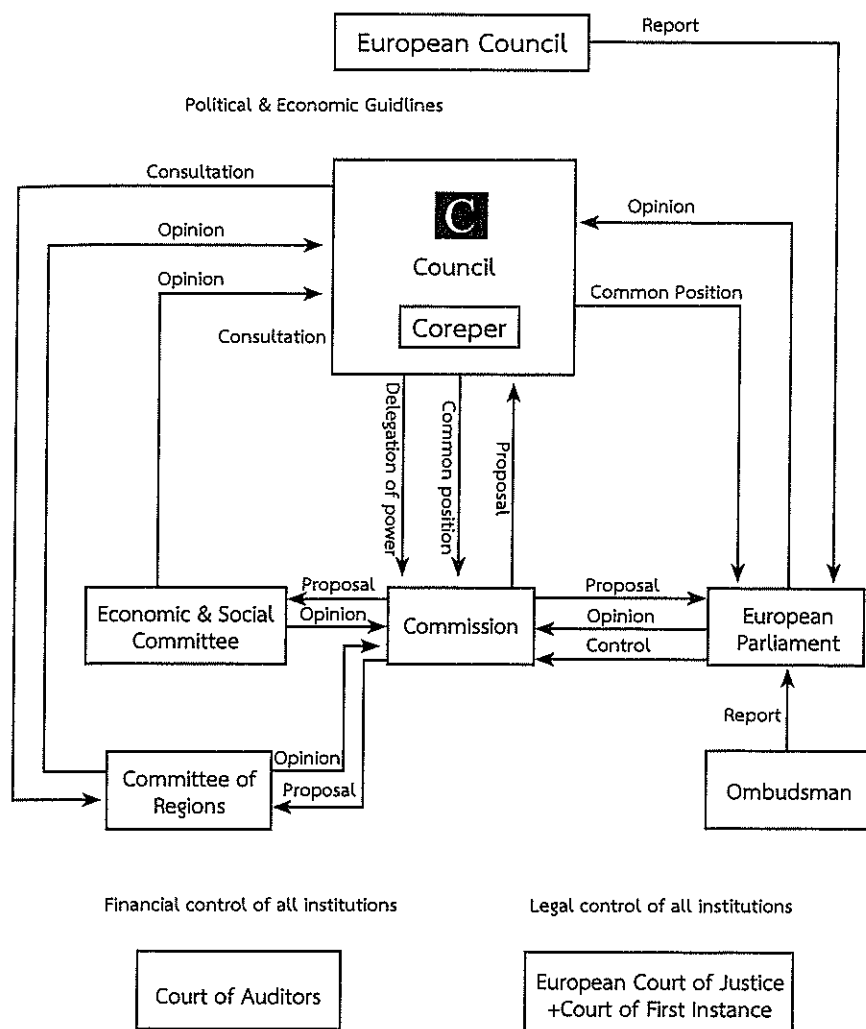 European Council
Report
Political & Economic Guidlines
Consultation
C
Opinion
Opinion
Council
Opinion
Common Position
Consultation
Coreper
Delegation of power
Common position
Proposal
Proposal
Proposal
Economic & Social
Committee
Opinion
Commission
Opinion
European
Parliament
Control
Report
Opinion
Committee of
Regions
Proposal
Ombudsman
Financial control of all institutions
Legal control of all institutions
Court of Auditors
European Court of Justice
+Court of First Instance